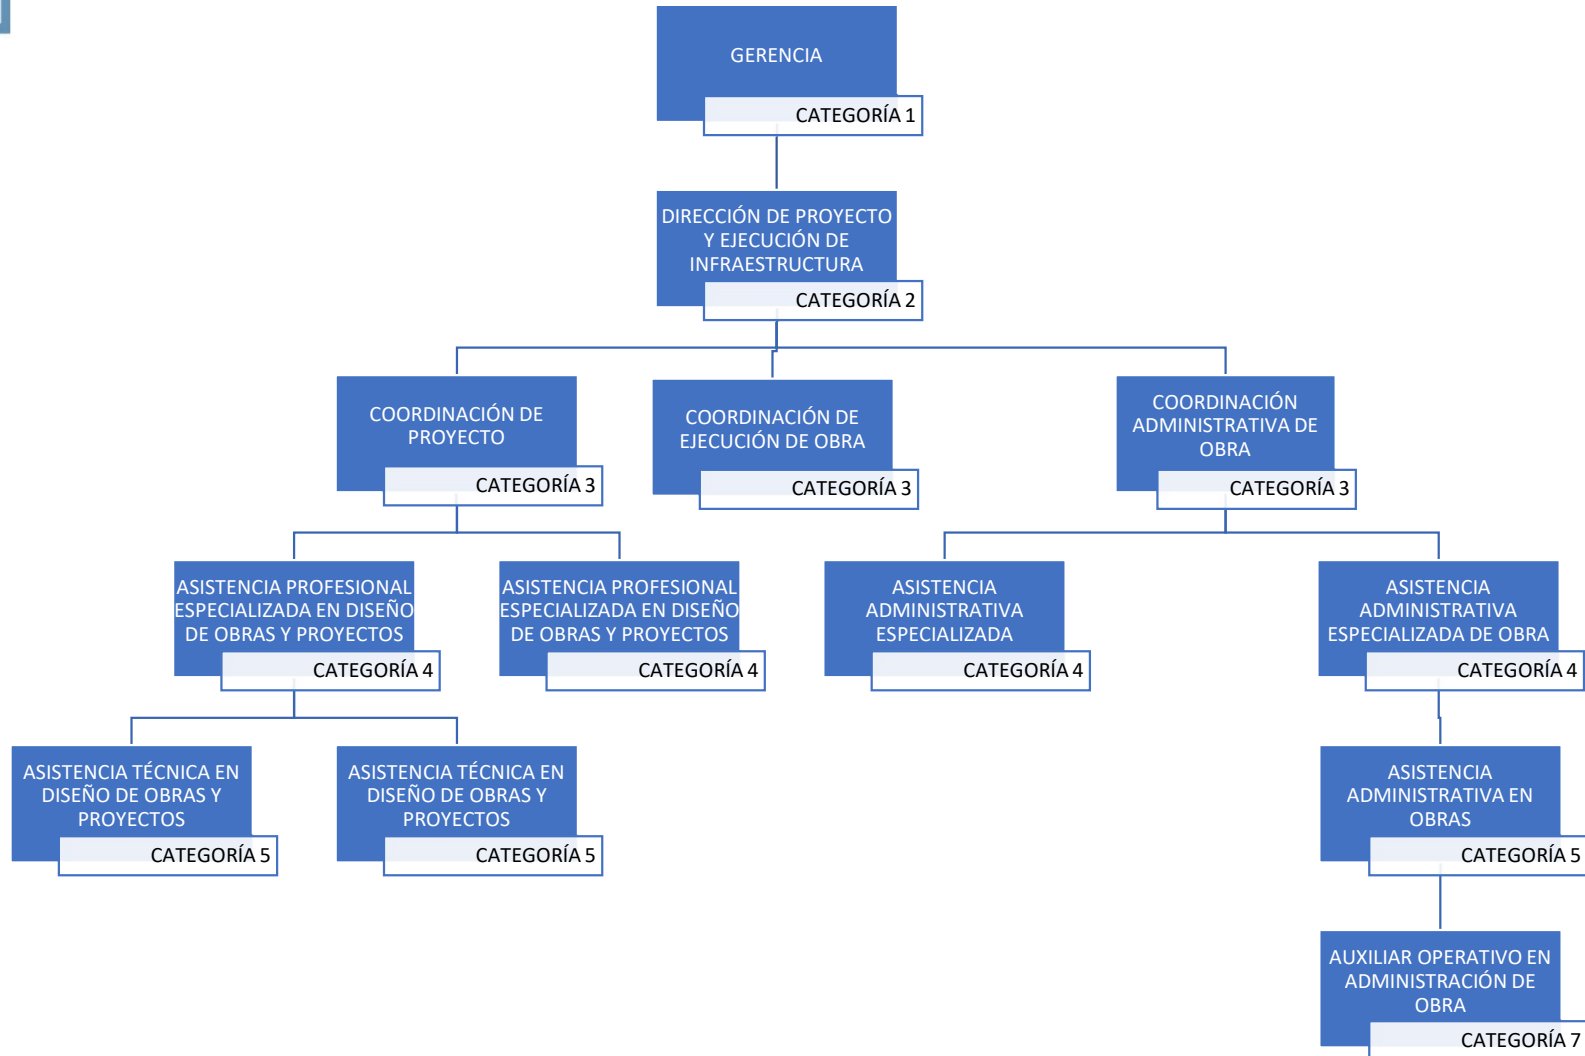 GERENCIA
CATEGORÍA 1
DIRECCIÓN DE PROYECTO
Y EJECUCIÓN DE
INFRAESTRUCTURA
CATEGORÍA 2
COORDINACIÓN DE
PROYECTO
CATEGORÍA 3
COORDINACIÓN DE
EJECUCIÓN DE OBRA
CATEGORÍA 3
COORDINACIÓN
ADMINISTRATIVA DE
OBRA
CATEGORÍA 3
ASISTENCIA PROFESIONAL
ESPECIALIZADA EN DISEÑO
DE OBRAS Y PROYECTOS
CATEGORÍA 4
ASISTENCIA PROFESIONAL
ESPECIALIZADA EN DISEÑO
DE OBRAS Y PROYECTOS
CATEGORÍA 4
ASISTENCIA
ADMINISTRATIVA
ESPECIALIZADA
CATEGORÍA 4
ASISTENCIA
ADMINISTRATIVA
ESPECIALIZADA DE OBRA
CATEGORÍA 4
ASISTENCIA TÉCNICA EN
DISEÑO DE OBRAS Y
PROYECTOS
CATEGORÍA 5
ASISTENCIA TÉCNICA EN
DISEÑO DE OBRAS Y
PROYECTOS
CATEGORÍA 5
ASISTENCIA
ADMINISTRATIVA EN
OBRAS
CATEGORÍA 5
AUXILIAR OPERATIVO EN
ADMINISTRACIÓN DE
OBRA
CATEGORÍA 7